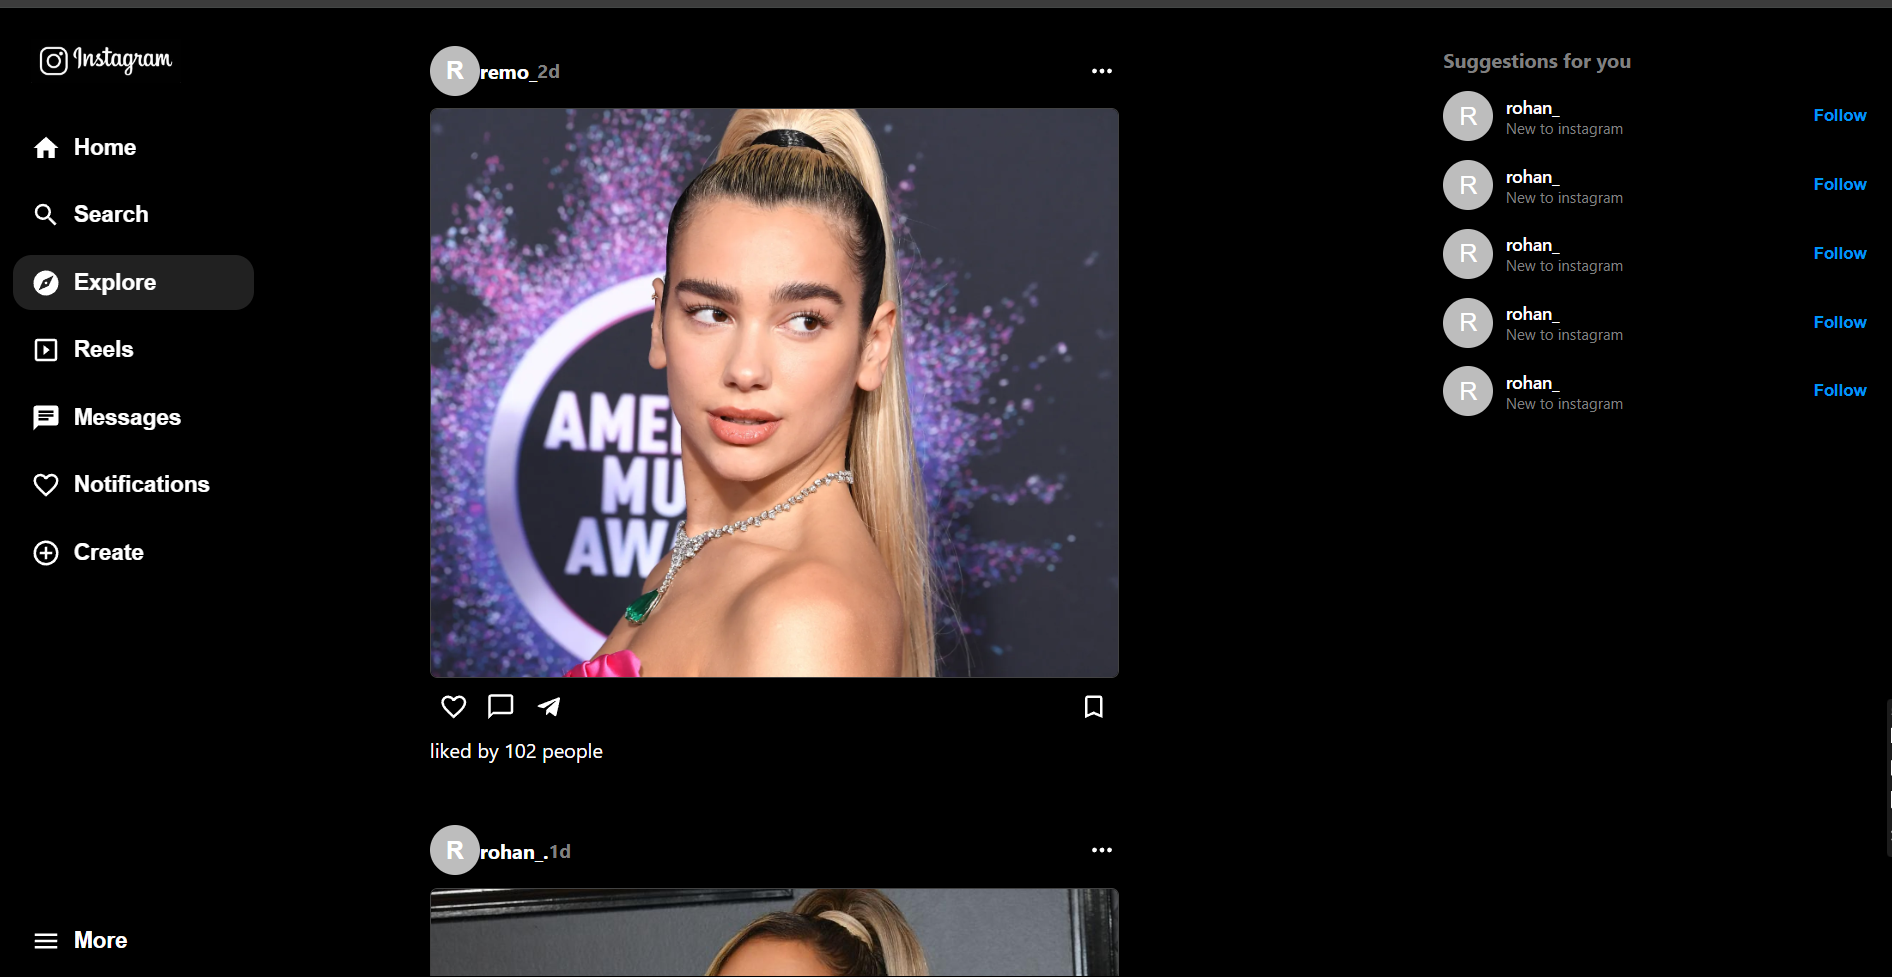 Instagram
Home
Search
Explore
Reels
Messages
Notifications
Create
More
R remo_2d
AME
MU
AW
liked by 102 people
R rohan_.1d
Suggestions for you
R rohan_ Follow
New to instagram
R rohan_ Follow
New to instagram
R rohan_ Follow
New to instagram
R rohan_ Follow
New to instagram
R rohan_ Follow
New to instagram